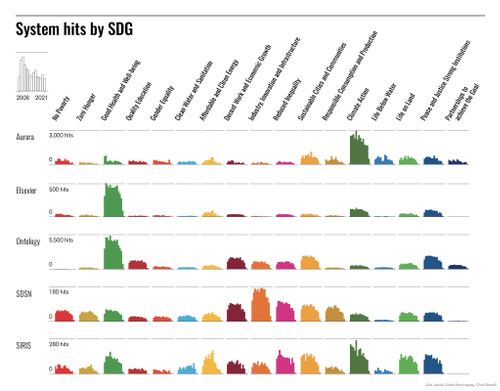 System hits by SDG
2006 2021
No Poverty
Zero Hunger
Good Health and Well-being
Quality Education
Gender Equality
Clean Water and Sanitation
Affordable and Clean Energy
Decent Work and Economic Growth
Industry, Innovation and Infrastructure
Reduced Inequality
Sustainable Cities and Communities
Responsible Consumption and Production
Climate Action
Life Below Water
Life on Land
Peace and Justice Strong Institutions
Partnerships to
achieve the Goal
Aurora
3,000 hits
0
Elsevier
500 hits
0
Ontology
5,500 hits
0
SDSN
180 hits
0
SIRIS
280 hits
0